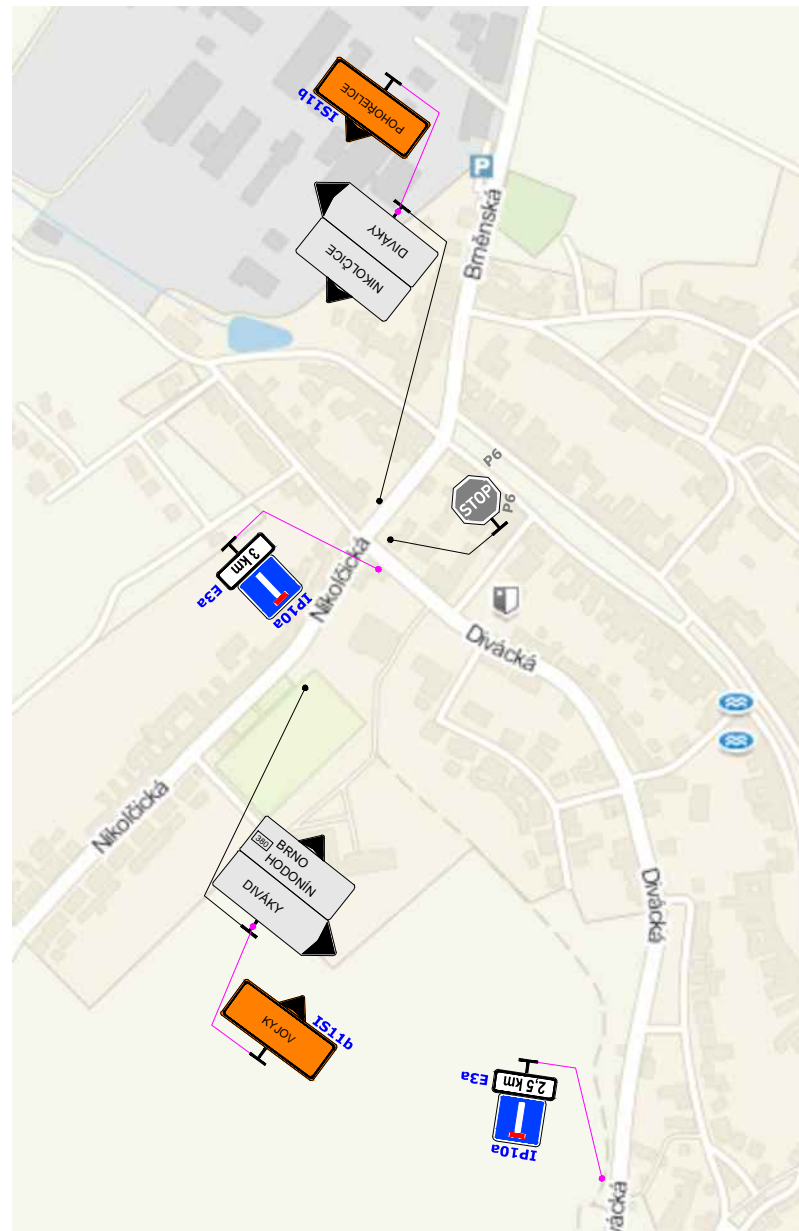 POHOŘELICE
IS11b
P
DIVÁKY
NIKOLČICE
Brněnská
P6
STOP
P6
3 km
E3a
IP10a
Nikolčická
Divácká
Nikolčická
380
BRNO
HODONÍN
DIVÁKY
Divácká
KYJOV
IS11b
2,5 km
E3a
IP10a
vácká